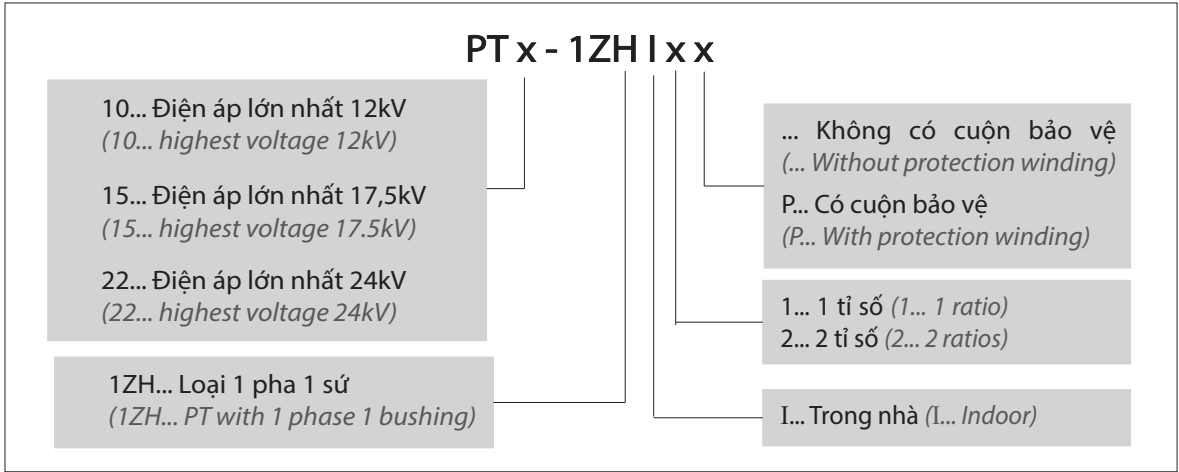 PT x - 1ZH I x x
10... Điện áp lớn nhất 12kV
(10... highest voltage 12kV)
15... Điện áp lớn nhất 17,5kV
(15... highest voltage 17.5kV)
22... Điện áp lớn nhất 24kV
(22... highest voltage 24kV)
1ZH... Loại 1 pha 1 sứ
(1ZH... PT with 1 phase 1 bushing)
... Không có cuộn bảo vệ
(... Without protection winding)
P... Có cuộn bảo vệ
(P... With protection winding)
1... 1 tỉ số (1... 1 ratio)
2... 2 tỉ số (2... 2 ratios)
I... Trong nhà (I... Indoor)